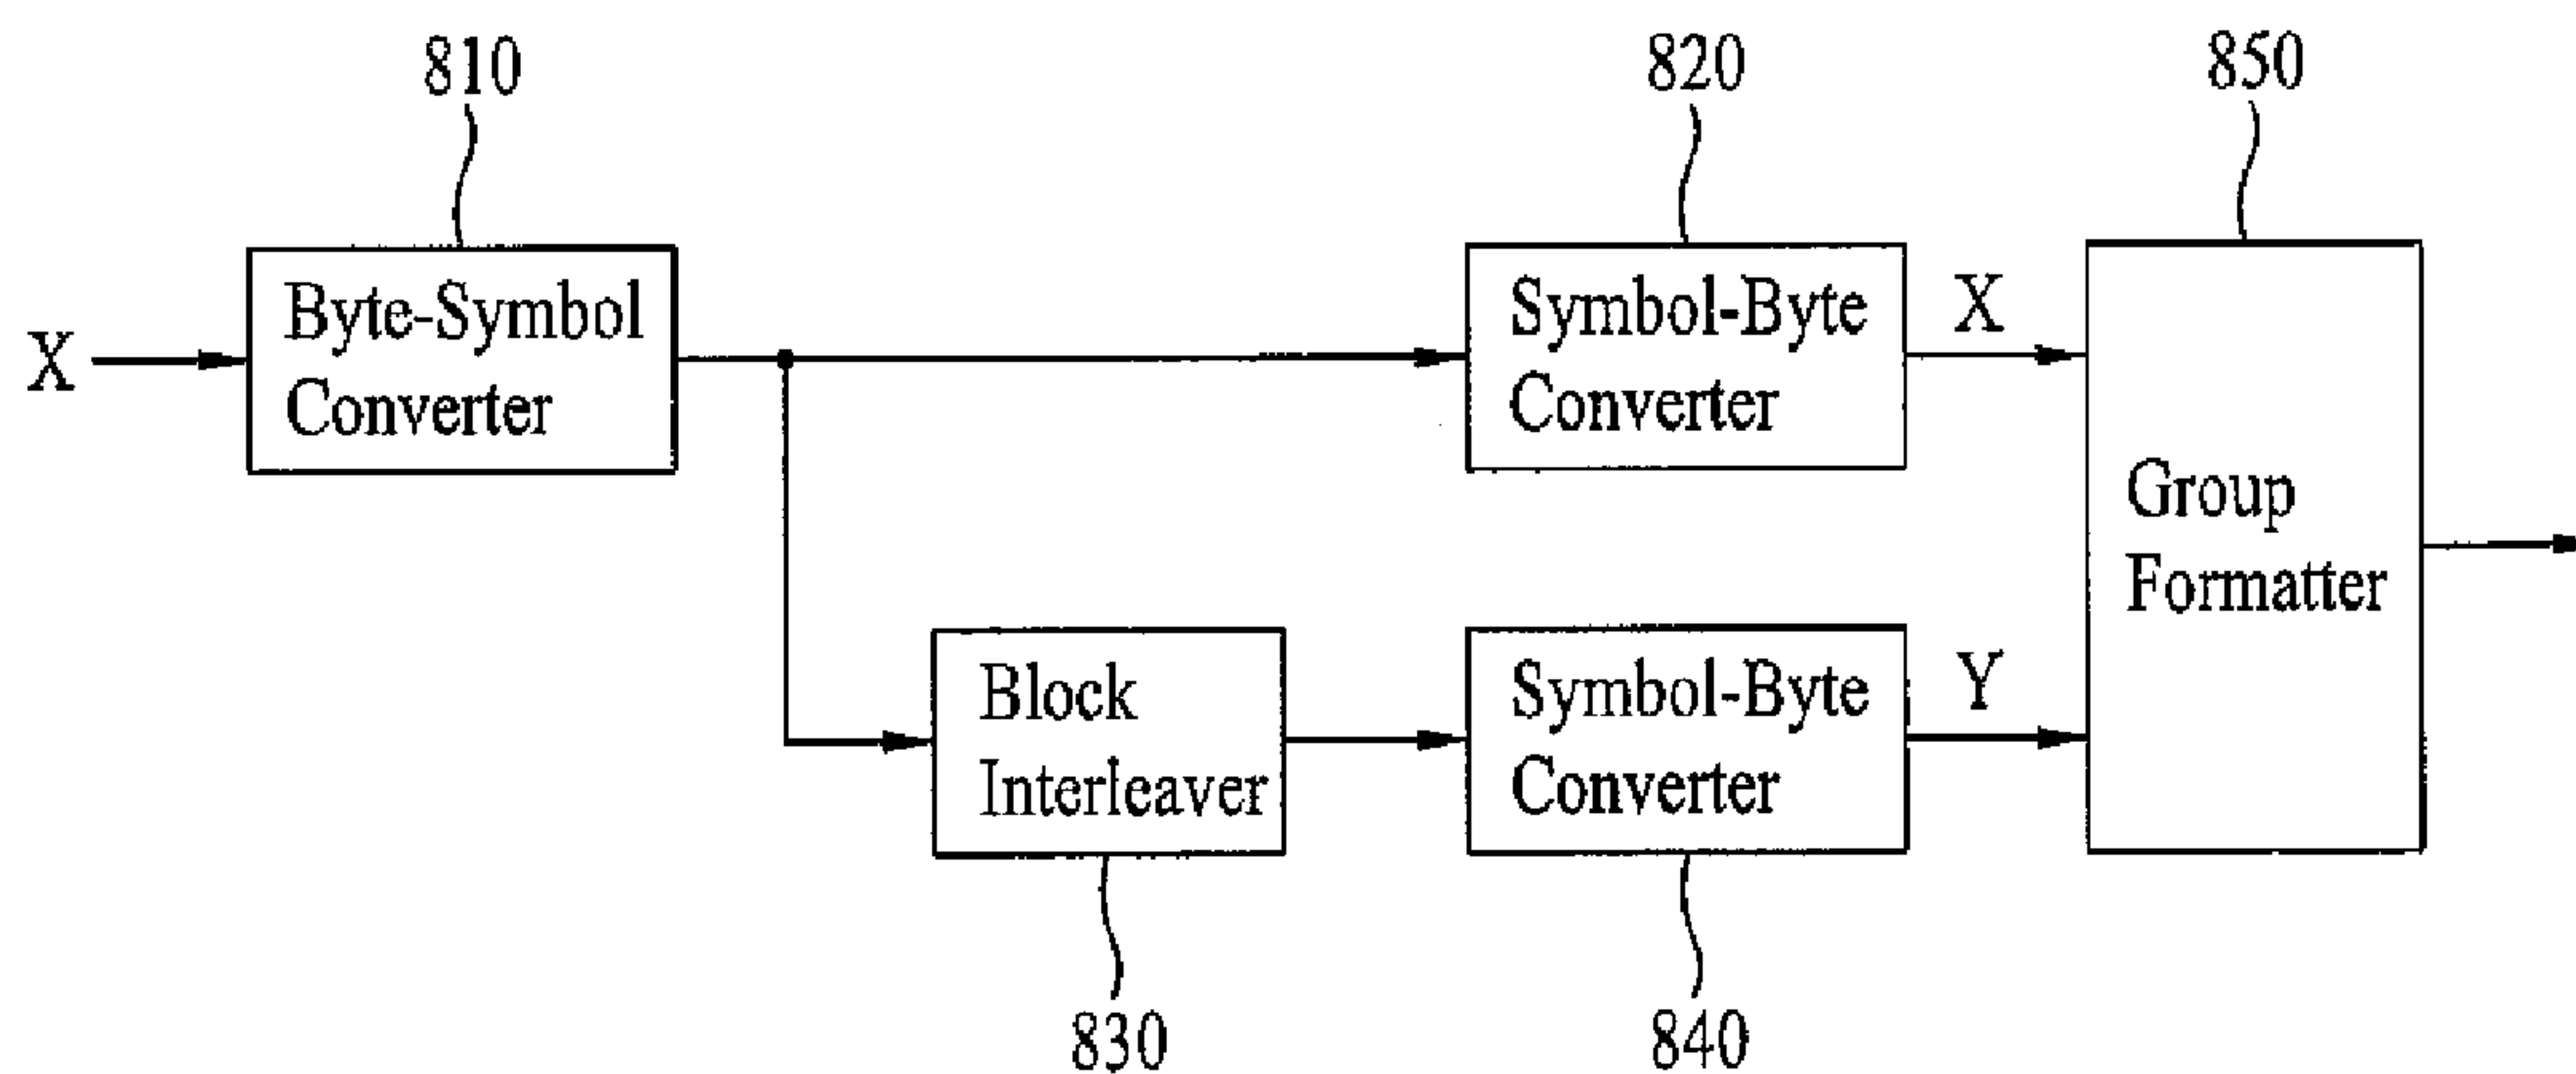 810
820
850
X
Byte-Symbol
Converter
Symbol-Byte
Converter
X
Group
Formatter
Block
Interleaver
Symbol-Byte
Converter
Y
830
840